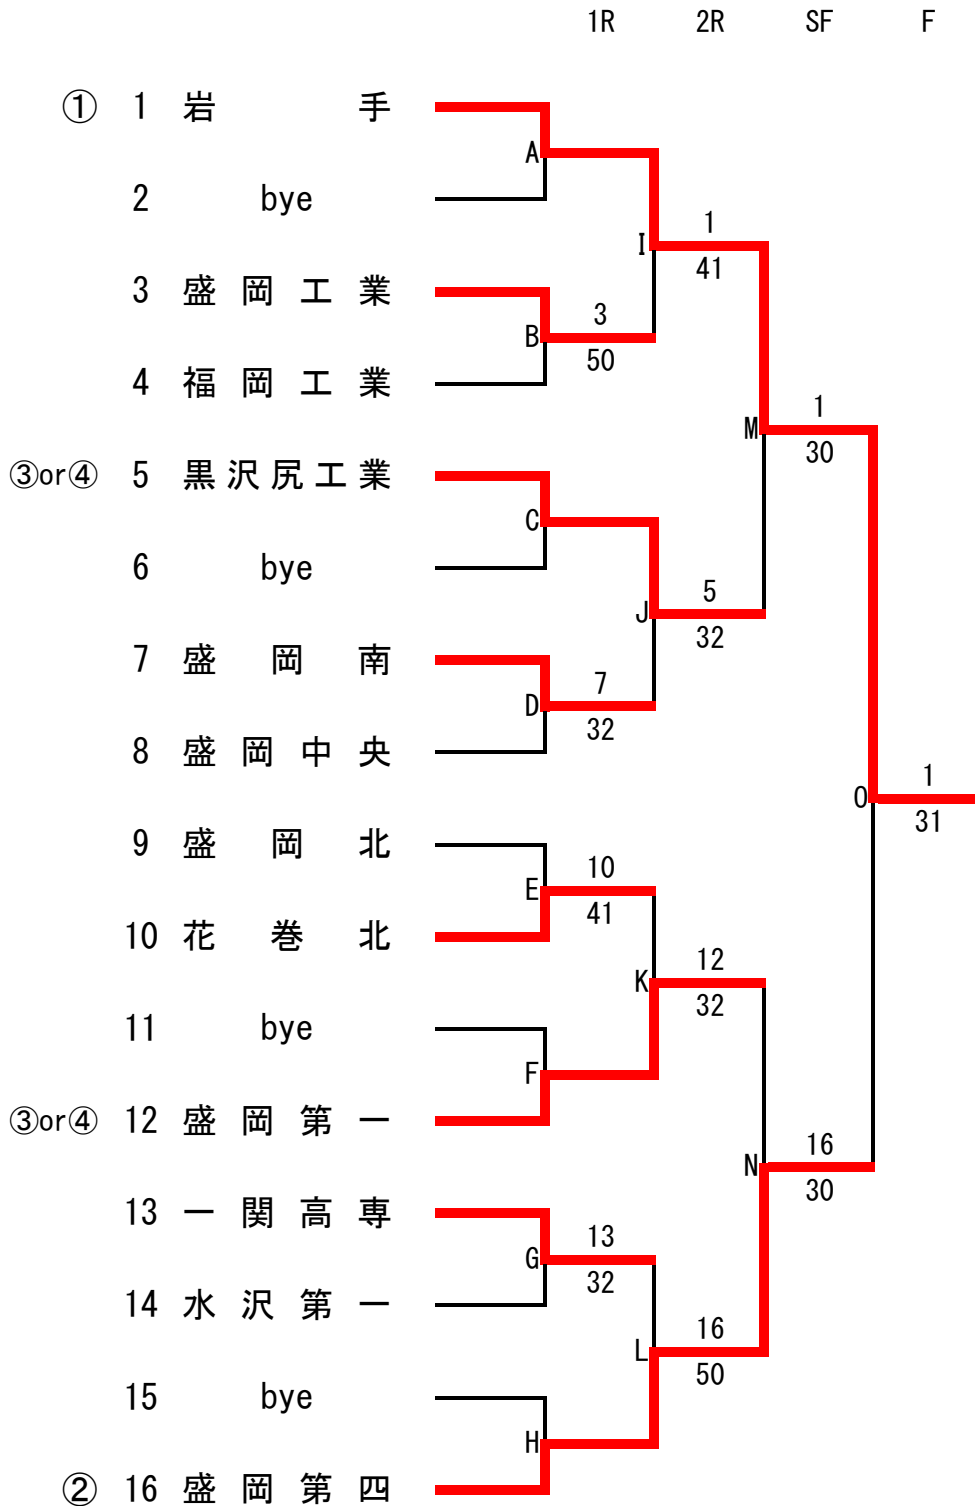 1R 2R SF F
① 1 岩手
A
2 bye
1
I
41
3 盛岡工業
3
B
50
4 福岡工業
1
M
30
③or④ 5 黒沢尻工業
C
6 bye
5
J
32
7 盛岡南
7
D
32
8 盛岡中央
1
O
31
9 盛岡北
10
E
41
10 花巻北
12
K
32
11 bye
F
③or④ 12 盛岡第一
16
N
30
13 一関高専
13
G
32
14 水沢第一
16
L
50
15 bye
H
② 16 盛岡第四